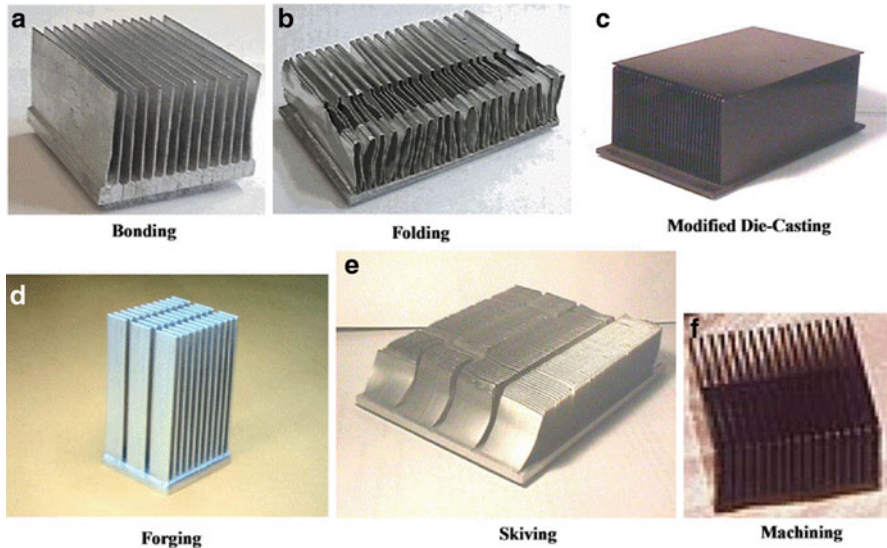 a
b
c
Bonding
Folding
Modified Die-Casting
d
e
f
Forging
Skiving
Machining